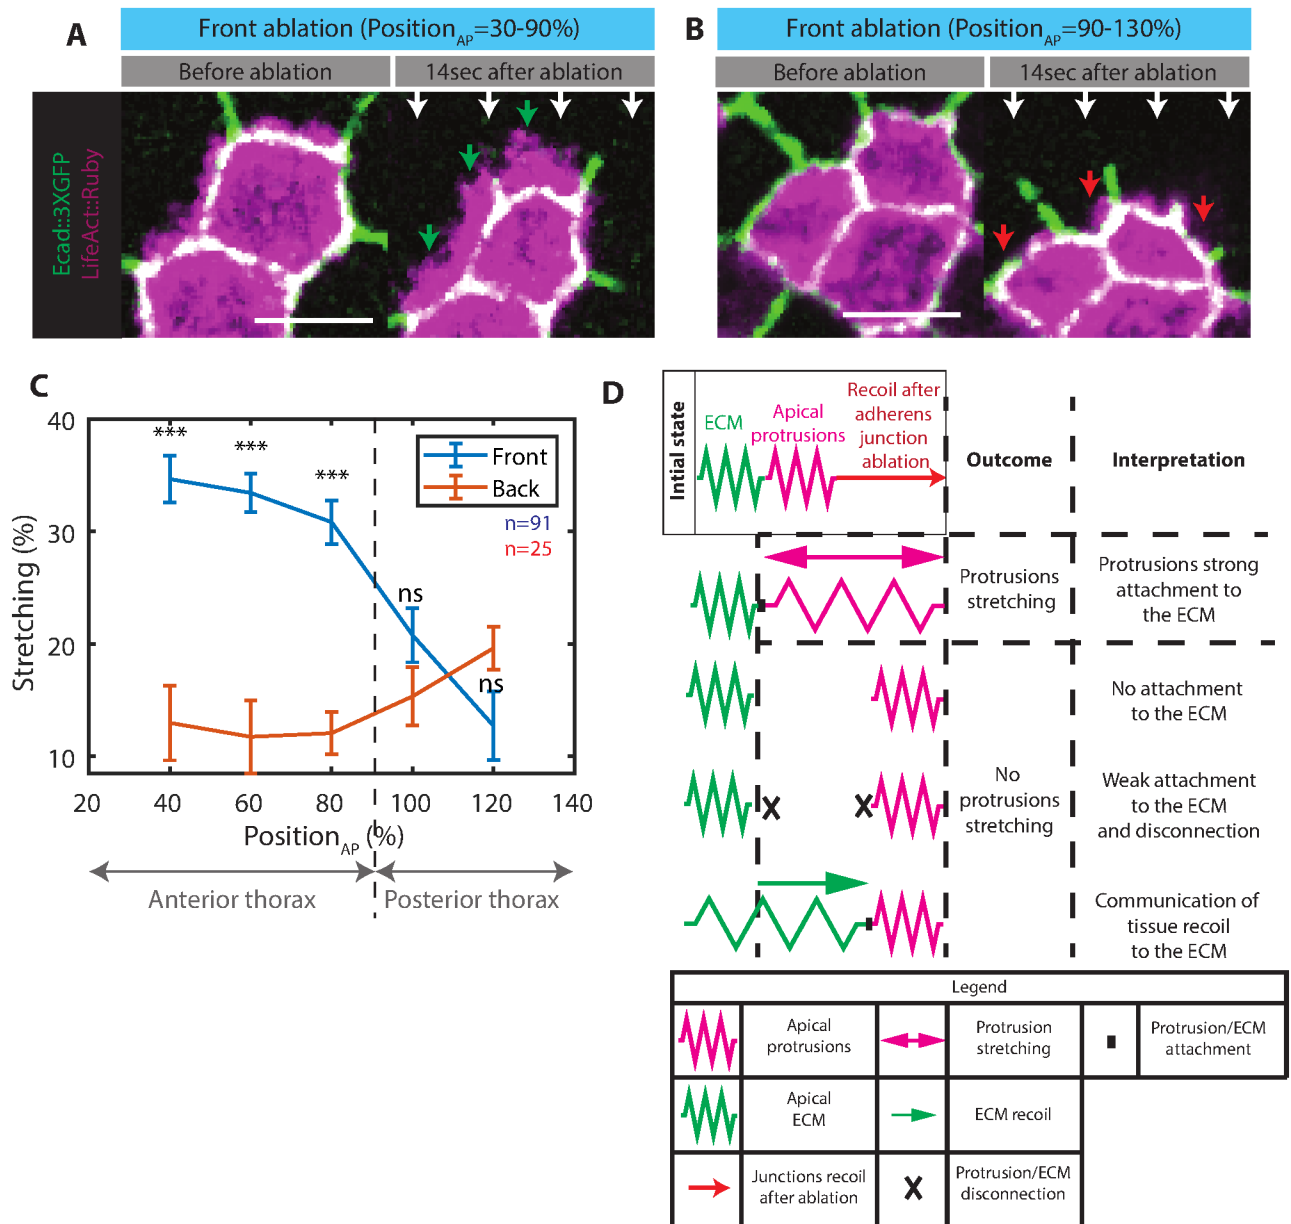 A
Front ablation (PositionAP=30-90%)
Before ablation
14sec after ablation
Ecad::3XGFP
LifeAct::Ruby
B
Front ablation (PositionAP=90-130%)
Before ablation
14sec after ablation
C
40
30
20
10
Stretching (%)
***
***
***
ns
ns
Front
Back
n=91
n=25
20
40
60
80
100
120
140
PositionAP (%)
Anterior thorax
Posterior thorax
D
Intial state
ECM
Apical
protrusions
Recoil after
adherens
junction
ablation
Outcome
Interpretation
Protrusions
stretching
Protrusions strong
attachment to
the ECM
No attachment
to the ECM
No
protrusions
stretching
Weak attachment
to the ECM
and disconnection
Communication of
tissue recoil
to the ECM
Legend
Apical
protrusions
Protrusion
stretching
Protrusion/ECM
attachment
Apical
ECM
ECM recoil
Junctions recoil
after ablation
Protrusion/ECM
disconnection